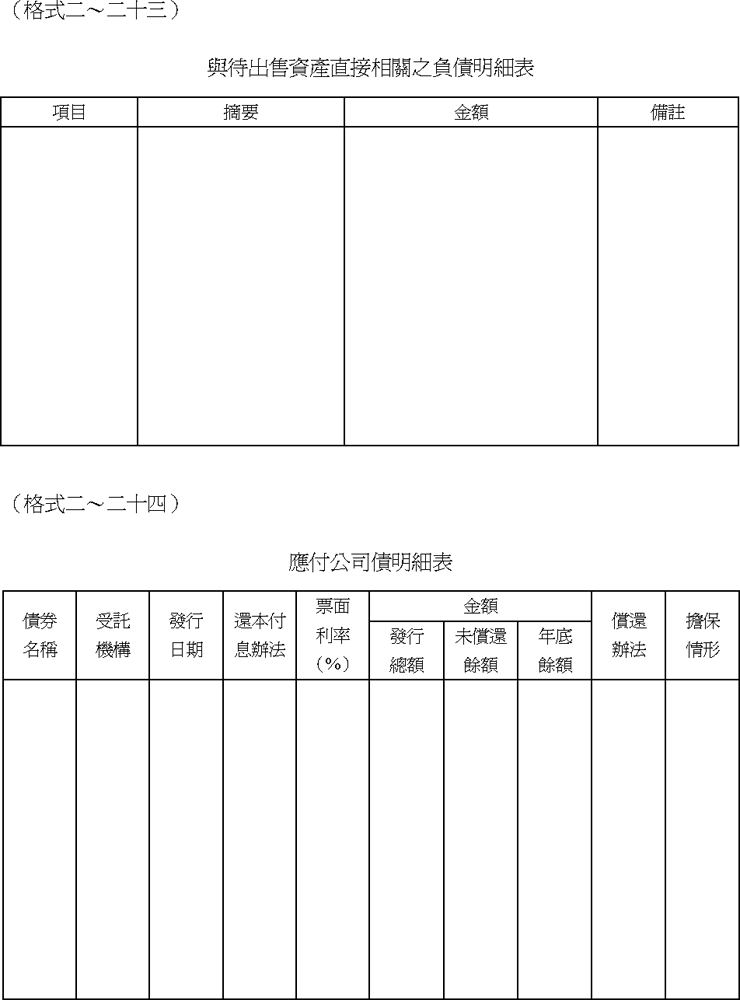 （格式二～二十三）
與待出售資產直接相關之負債明細表
項目 摘要 金額 備註
（格式二～二十四）
應付公司債明細表
債券名稱 受託機構 發行日期 還本付息辦法 票面利率（%） 金額 償還辦法 擔保情形
發行總額 未償還餘額 年底餘額